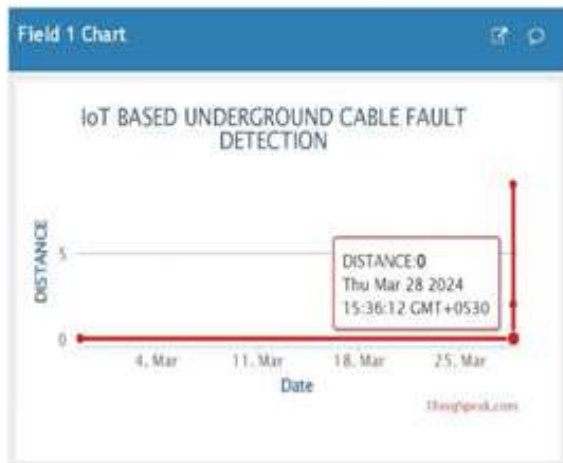 Field 1 Chart
IoT BASED UNDERGROUND CABLE FAULT
DETECTION
DISTANCE
5
0
DISTANCE:0
Thu Mar 28 2024
15:36:12 GMT+0530
4. Mar
11. Mar
18. Mar
25. Mar
Date
ThingSpeak.com